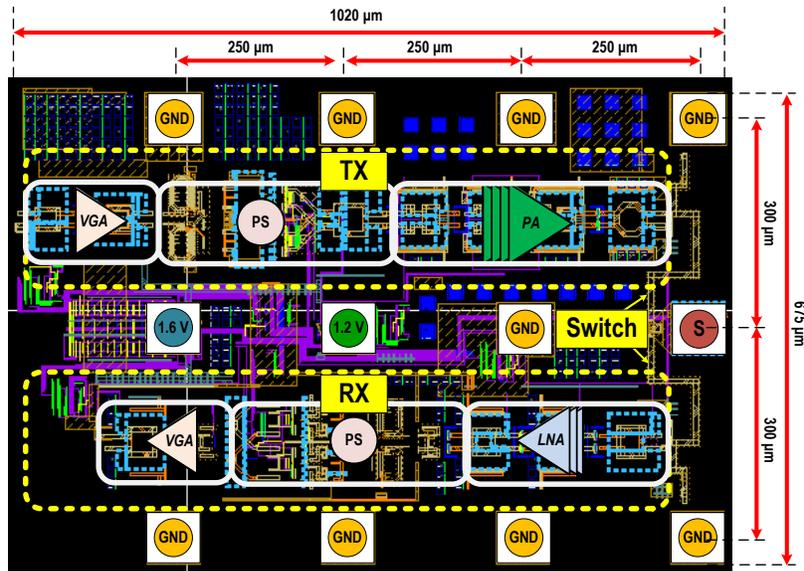 1020 µm
250 µm
250 µm
250 µm
GND
GND
GND
GND
TX
VGA
PS
PA
300 µm
675 µm
1.6 V
1.2 V
GND
Switch
S
RX
VGA
PS
LNA
300 µm
GND
GND
GND
GND